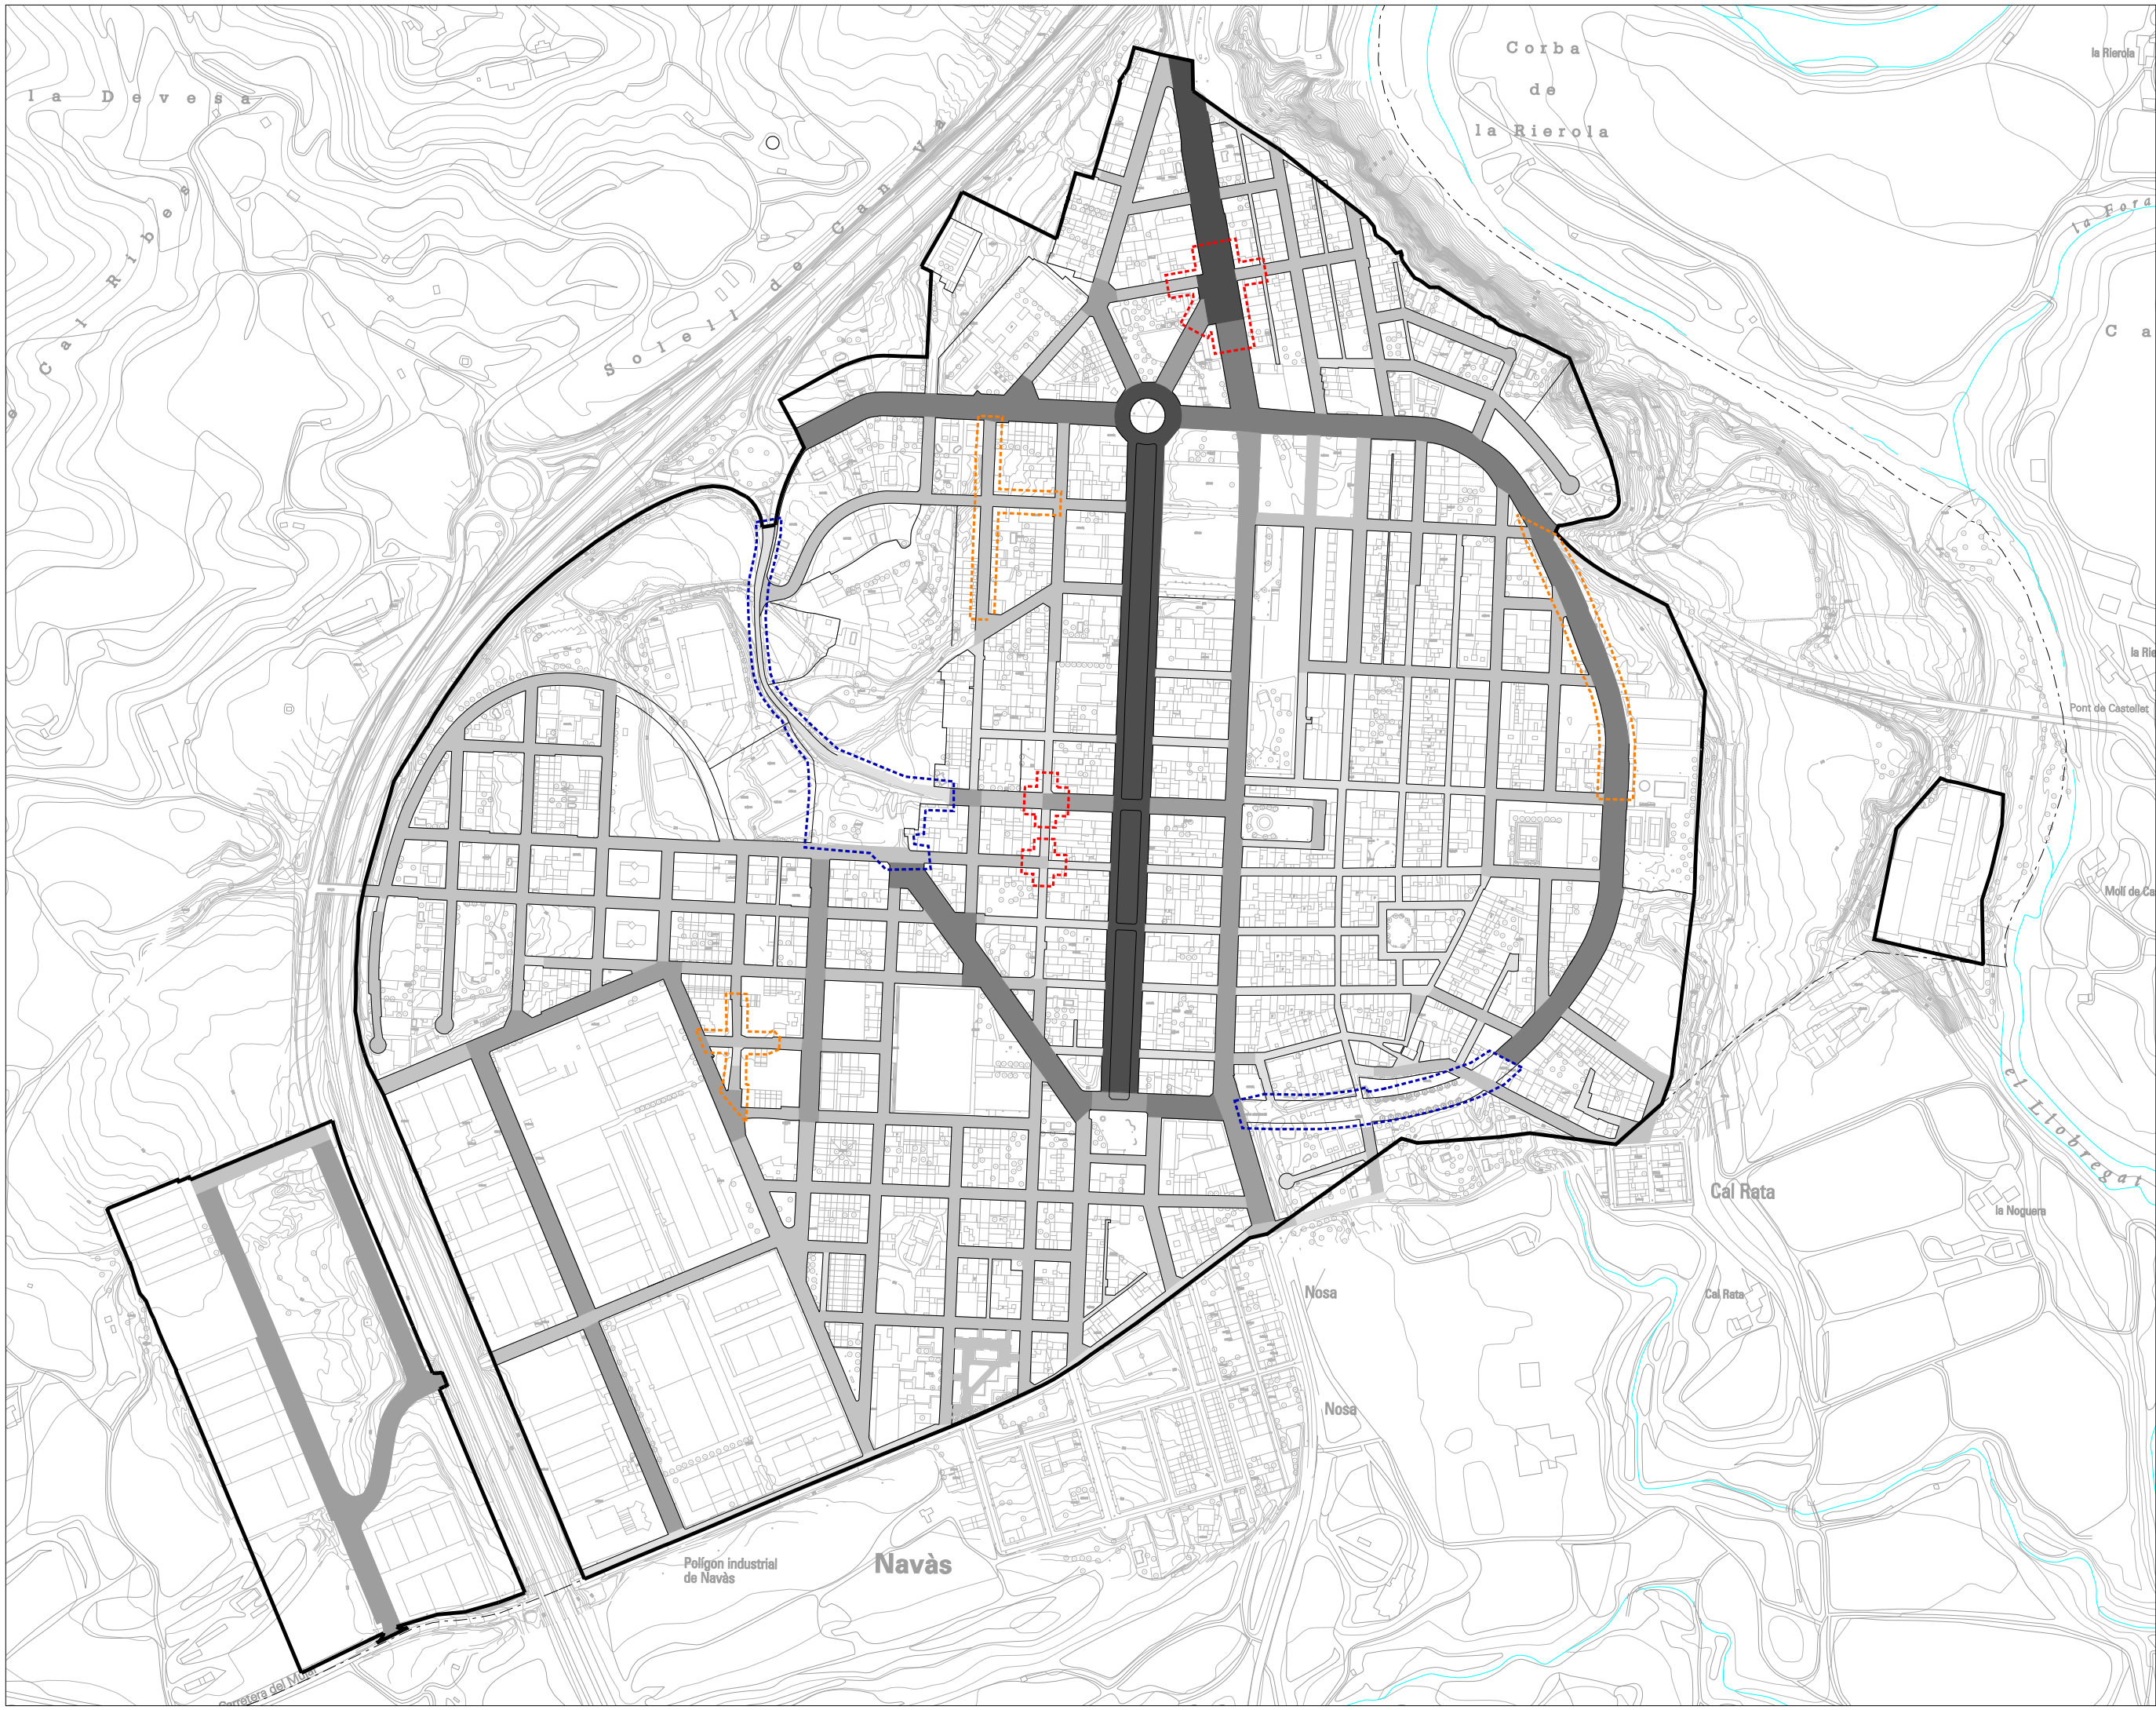 Corba
de
la Rierola
la Rierola
la Devesa
Cal Ribes
Solell de Can Va
la Fora
Ca
la Rie
Pont de Castellet
Molí de Ca
el Llobregat
Cal Rata
la Noguera
Nosa
Cal Rata
Nosa
Polígon industrial
de Navàs
Navàs
Carretera del Mujal